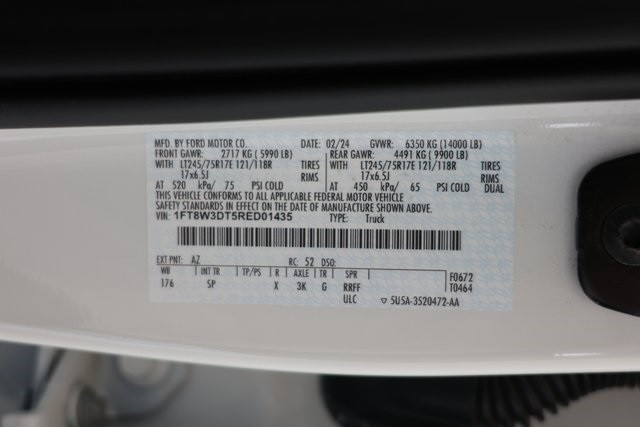 MFD. BY FORD MOTOR CO. DATE: 02/24 GVWR: 6350 KG (14000 LB)
FRONT GAWR: 2717 KG (5990 LB) REAR GAWR: 4491 KG (9900 LB)
WITH LT245/75R17E 121/118R TIRES WITH LT245/75R17E 121/118R TIRES
17x6.5J RIMS 17x6.5J RIMS
AT 520 kPa/ 75 PSI COLD AT 450 kPa/ 65 PSI COLD DUAL
THIS VEHICLE CONFORMS TO ALL APPLICABLE FEDERAL MOTOR VEHICLE
SAFETY STANDARDS IN EFFECT ON THE DATE OF MANUFACTURE SHOWN ABOVE.
VIN: 1FT8W3DT5RED01435 TYPE: Truck
EXT PNT: AZ RC: 52 DSO:
WB INT TR TP/PS R AXLE TR SPR F0672
176 SP X 3K G RRFF T0464
ULC ▽ 5U5A-3520472-AA